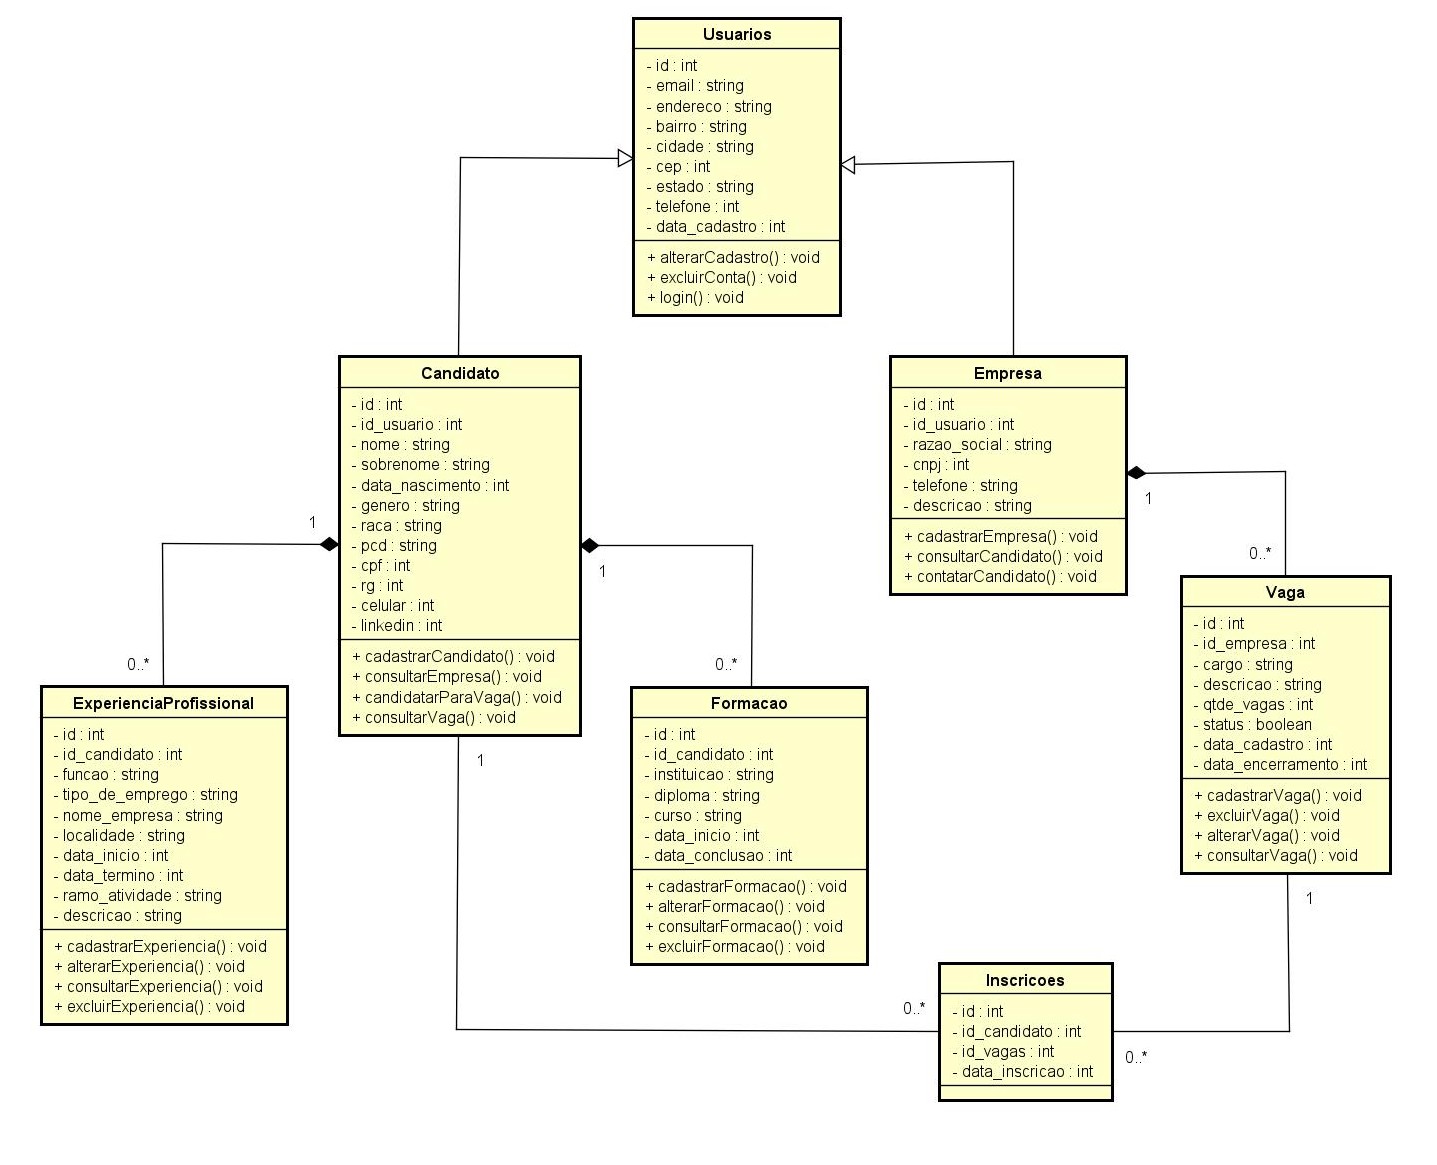 Usuarios
- id : int
- email : string
- endereco : string
- bairro : string
- cidade : string
- cep : int
- estado : string
- telefone : int
- data_cadastro : int
+ alterarCadastro() : void
+ excluirConta() : void
+ login() : void
Candidato
- id : int
- id_usuario : int
- nome : string
- sobrenome : string
- data_nascimento : int
- genero : string
- raca : string
- pcd : string
- cpf : int
- rg : int
- celular : int
- linkedin : int
+ cadastrarCandidato() : void
+ consultarEmpresa() : void
+ candidatarParaVaga() : void
+ consultarVaga() : void
Empresa
- id : int
- id_usuario : int
- razao_social : string
- cnpj : int
- telefone : string
- descricao : string
+ cadastrarEmpresa() : void
+ consultarCandidato() : void
+ contatarCandidato() : void
1
0..*
1
0..*
1
0..*
Vaga
- id : int
- id_empresa : int
- cargo : string
- descricao : string
- qtde_vagas : int
- status : boolean
- data_cadastro : int
- data_encerramento : int
+ cadastrarVaga() : void
+ excluirVaga() : void
+ alterarVaga() : void
+ consultarVaga() : void
ExperienciaProfissional
- id : int
- id_candidato : int
- funcao : string
- tipo_de_emprego : string
- nome_empresa : string
- localidade : string
- data_inicio : int
- data_termino : int
- ramo_atividade : string
- descricao : string
+ cadastrarExperiencia() : void
+ alterarExperiencia() : void
+ consultarExperiencia() : void
+ excluirExperiencia() : void
Formacao
- id : int
- id_candidato : int
- instituicao : string
- diploma : string
- curso : string
- data_inicio : int
- data_conclusao : int
+ cadastrarFormacao() : void
+ alterarFormacao() : void
+ consultarFormacao() : void
+ excluirFormacao() : void
1
0..*
1
0..*
Inscricoes
- id : int
- id_candidato : int
- id_vagas : int
- data_inscricao : int